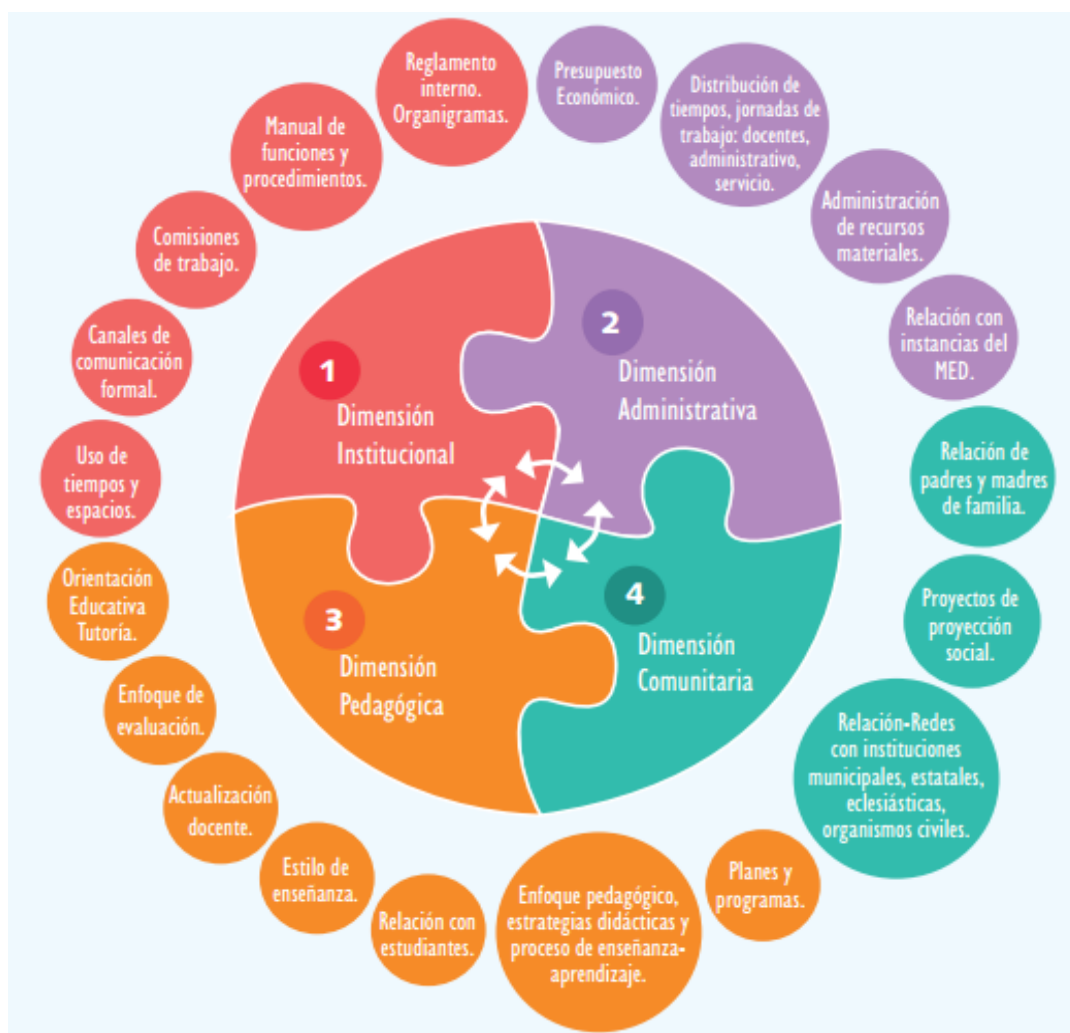 Reglamento
interno.
Organigramas.
Presupuesto
Económico.
Distribución de
tiempos, jornadas de
trabajo: docentes,
administrativo,
servicio.
Manual de
funciones y
procedimientos.
Administración
de recursos
materiales.
Comisiones
de trabajo.
Canales de
comunicación
formal.
Relación con
instancias del
MED.
Uso de
tiempos y
espacios.
Relación de
padres y madres
de familia.
1
Dimensión
Institucional
2
Dimensión
Administrativa
3
Dimensión
Pedagógica
4
Dimensión
Comunitaria
Orientación
Educativa
Tutoría.
Proyectos de
proyección
social.
Enfoque de
evaluación.
Relación-Redes
con instituciones
municipales, estatales,
eclesiásticas,
organismos civiles.
Actualización
docente.
Estilo de
enseñanza.
Relación con
estudiantes.
Enfoque pedagógico,
estrategias didácticas y
proceso de enseñanza-
aprendizaje.
Planes y
programas.